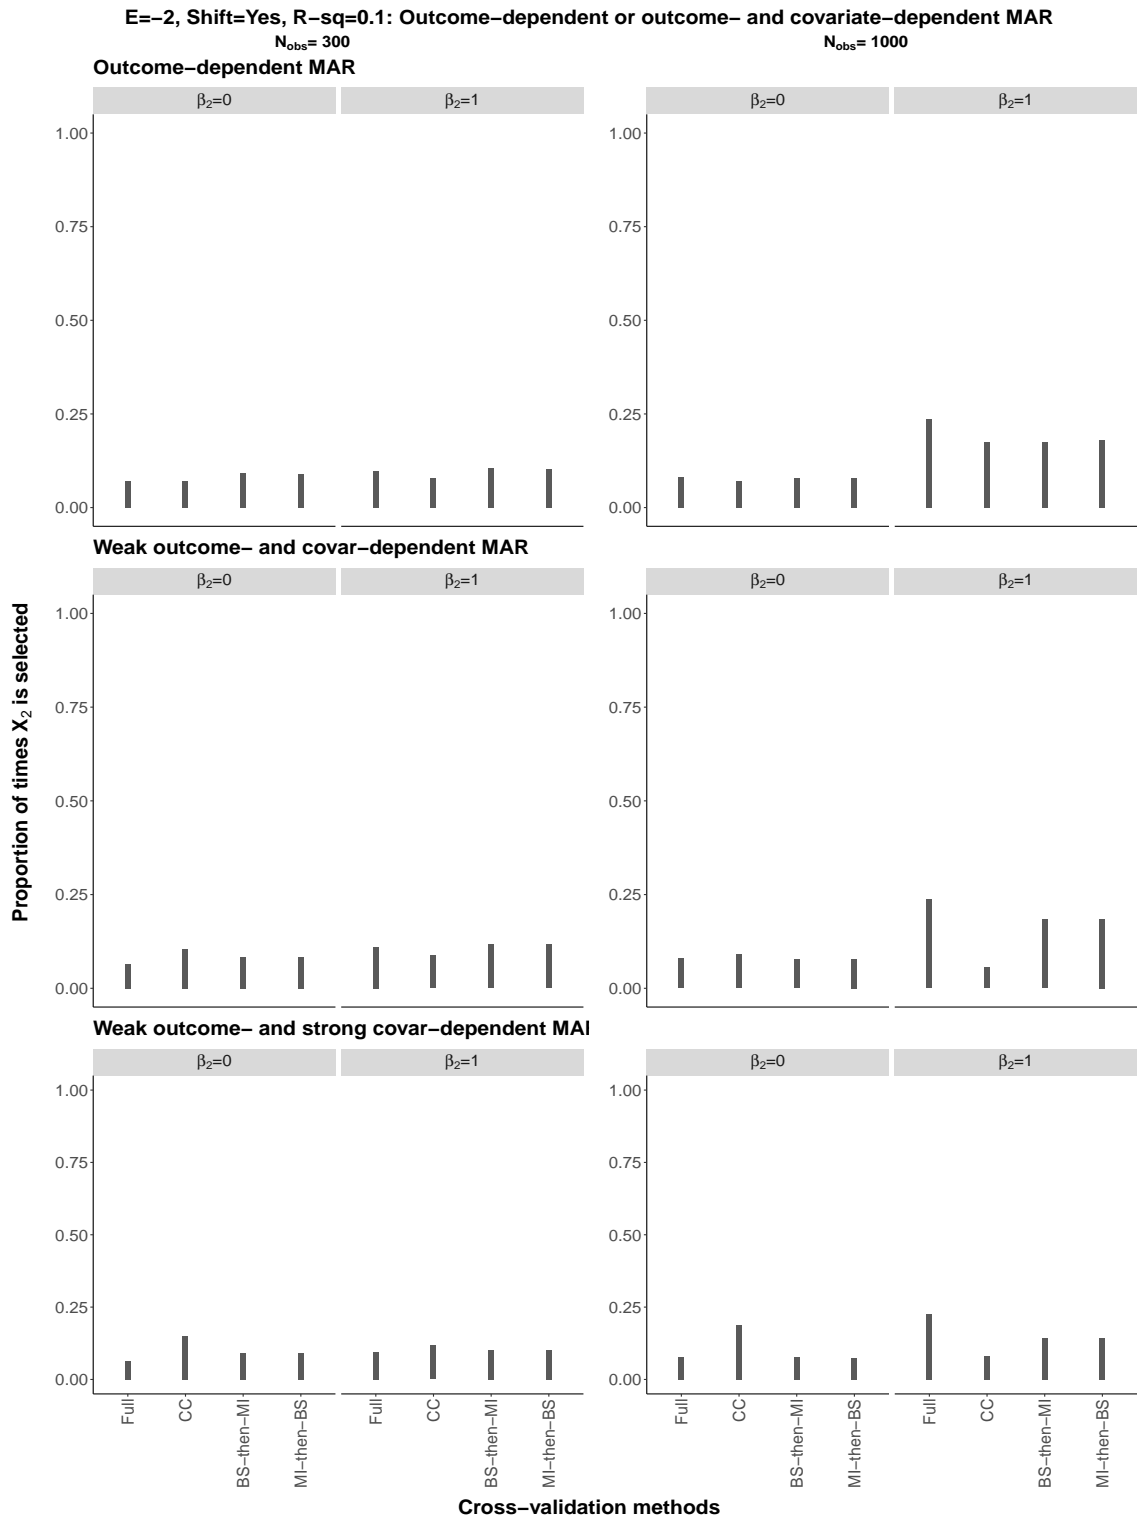 E=−2, Shift=Yes, R−sq=0.1: Outcome−dependent or outcome− and covariate−dependent MAR
N_obs= 300
N_obs= 1000
Outcome−dependent MAR
β₂=0
β₂=1
β₂=0
β₂=1
1.00
0.75
0.50
0.25
0.00
1.00
0.75
0.50
0.25
0.00
Weak outcome− and covar−dependent MAR
β₂=0
β₂=1
β₂=0
β₂=1
1.00
0.75
0.50
0.25
0.00
1.00
0.75
0.50
0.25
0.00
Proportion of times X₂ is selected
Weak outcome− and strong covar−dependent MAI
β₂=0
β₂=1
β₂=0
β₂=1
1.00
0.75
0.50
0.25
0.00
1.00
0.75
0.50
0.25
0.00
Full
CC
BS−then−MI
MI−then−BS
Full
CC
BS−then−MI
MI−then−BS
Full
CC
BS−then−MI
MI−then−BS
Full
CC
BS−then−MI
MI−then−BS
Cross−validation methods